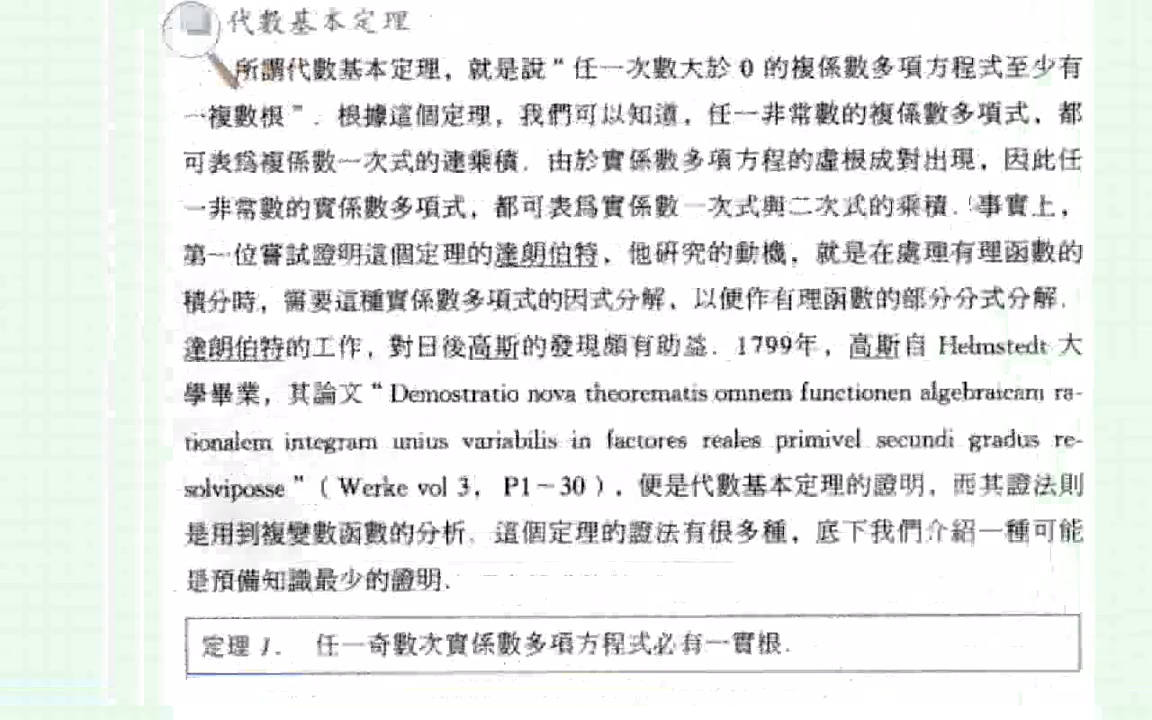 代數基本定理
所謂代數基本定理，就是說“任一次數大於 0 的複係數多項方程式至少有
一複數根”．根據這個定理，我們可以知道，任一非常數的複係數多項式，都
可表為複係數一次式的連乘積．由於實係數多項方程的虛根成對出現，因此任
一非常數的實係數多項式，都可表為實係數一次式與二次式的乘積．事實上，
第一位嘗試證明這個定理的達朗伯特，他研究的動機，就是在處理有理函數的
積分時，需要這種實係數多項式的因式分解，以便作有理函數的部分分式分解．
達朗伯特的工作，對日後高斯的發現頗有助益．1799年，高斯自 Helmstedt 大
學畢業，其論文“Demostratio nova theorematis omnem functionen algebraicam ra-
tionalem integram unius variabilis in factores reales primivel secundi gradus re-
solviposse”（Werke vol 3， P1－30），便是代數基本定理的證明，而其證法則
是用到複變數函數的分析．這個定理的證法有很多種，底下我們介紹一種可能
是預備知識最少的證明．
定理 1． 任一奇數次實係數多項方程式必有一實根．